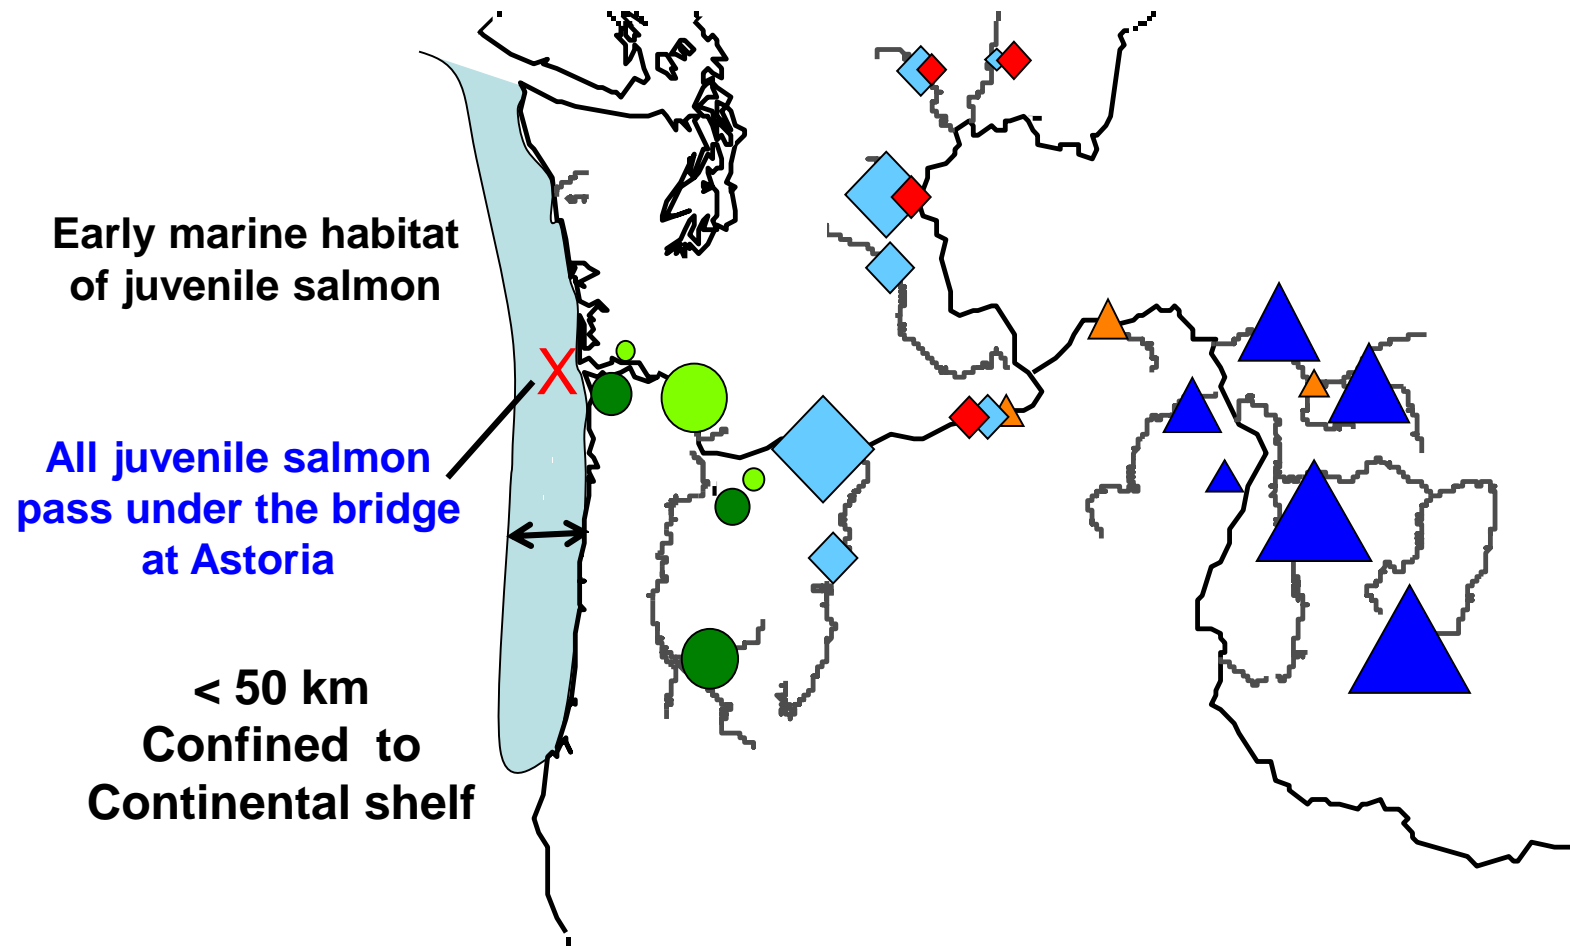 Early marine habitat
of juvenile salmon
X
All juvenile salmon
pass under the bridge
at Astoria
< 50 km
Confined to
Continental shelf